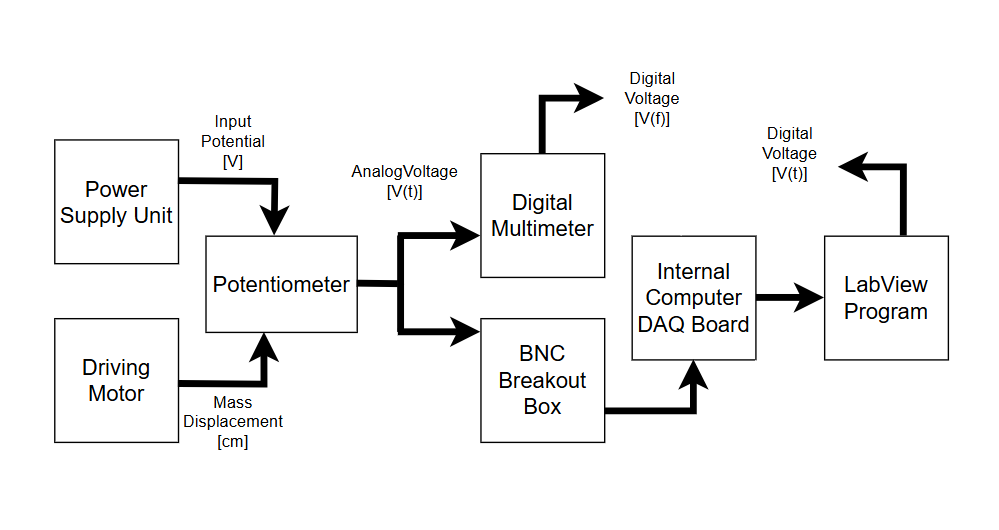 Digital
Voltage
[V(f)]
Input
Potential
[V]
Digital
Voltage
[V(t)]
AnalogVoltage
[V(t)]
Power
Supply Unit
Digital
Multimeter
Potentiometer
Internal
Computer
DAQ Board
LabView
Program
Driving
Motor
BNC
Breakout
Box
Mass
Displacement
[cm]